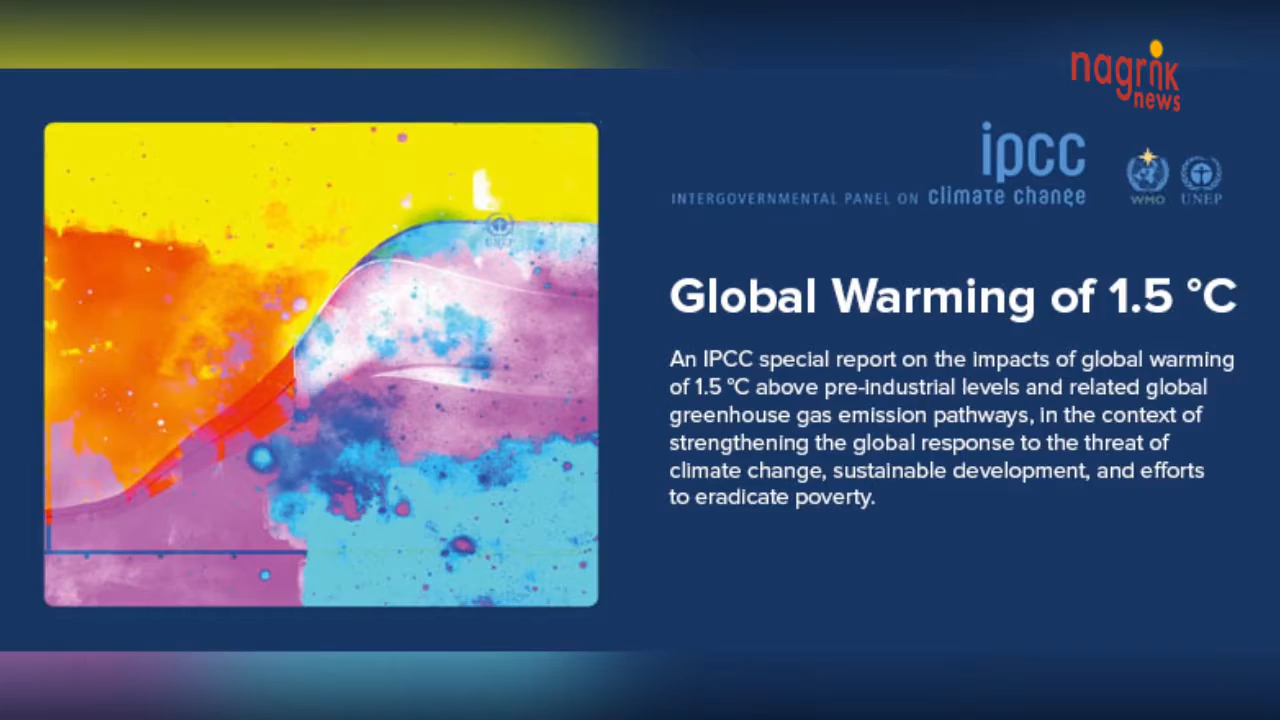 nagrik
news
ipcc
INTERGOVERNMENTAL PANEL ON climate change
WMO UNEP
UNEP
Global Warming of 1.5 °C
An IPCC special report on the impacts of global warming
of 1.5 °C above pre-industrial levels and related global
greenhouse gas emission pathways, in the context of
strengthening the global response to the threat of
climate change, sustainable development, and efforts
to eradicate poverty.